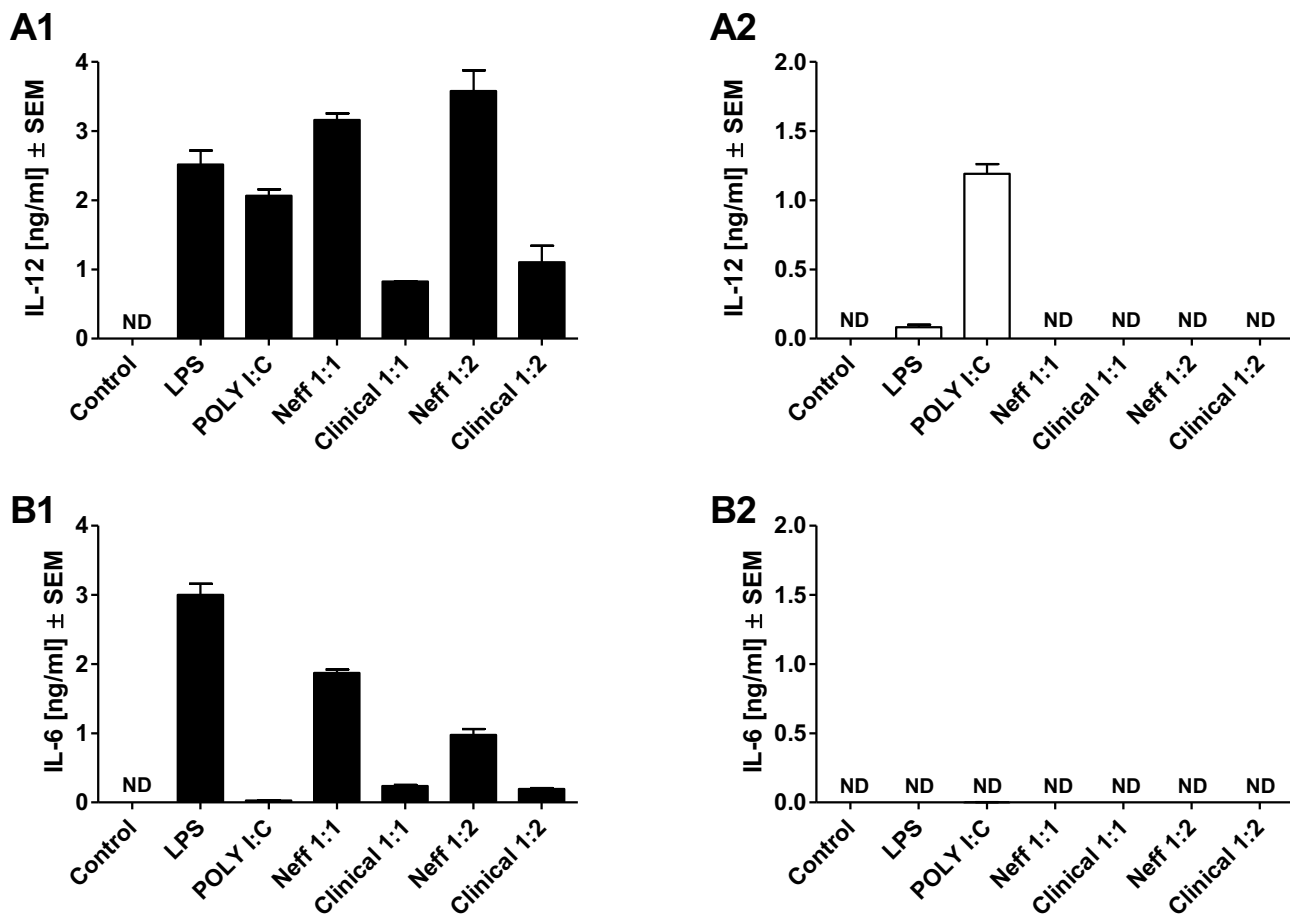 A1
IL-12 [ng/ml] ± SEM
4
3
2
1
0
ND
Control
LPS
POLY I:C
Neff 1:1
Clinical 1:1
Neff 1:2
Clinical 1:2
A2
IL-12 [ng/ml] ± SEM
2.0
1.5
1.0
0.5
0.0
ND
ND
ND
ND
ND
Control
LPS
POLY I:C
Neff 1:1
Clinical 1:1
Neff 1:2
Clinical 1:2
B1
IL-6 [ng/ml] ± SEM
4
3
2
1
0
ND
Control
LPS
POLY I:C
Neff 1:1
Clinical 1:1
Neff 1:2
Clinical 1:2
B2
IL-6 [ng/ml] ± SEM
2.0
1.5
1.0
0.5
0.0
ND
ND
ND
ND
ND
ND
ND
Control
LPS
POLY I:C
Neff 1:1
Clinical 1:1
Neff 1:2
Clinical 1:2